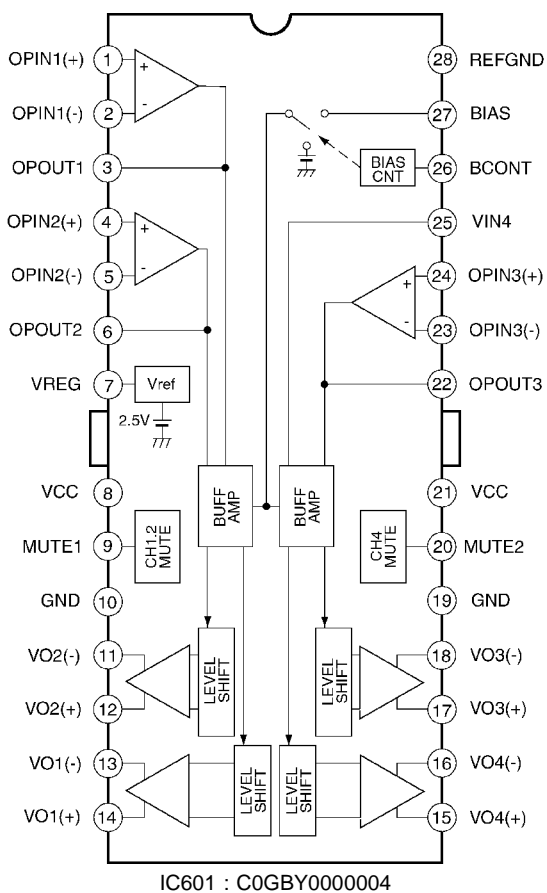 OPIN1(+) 1 + 28 REFGND
OPIN1(-) 2 - 27 BIAS
OPOUT1 3 BIAS CNT 26 BCONT
OPIN2(+) 4 + 25 VIN4
OPIN2(-) 5 - + 24 OPIN3(+)
OPOUT2 6 - 23 OPIN3(-)
VREG 7 Vref 22 OPOUT3
2.5V
BUFF AMP
BUFF AMP
VCC 8 21 VCC
MUTE1 9 CH1.2 MUTE CH4 MUTE 20 MUTE2
GND 10 19 GND
VO2(-) 11 LEVEL SHIFT LEVEL SHIFT 18 VO3(-)
VO2(+) 12 17 VO3(+)
VO1(-) 13 LEVEL SHIFT LEVEL SHIFT 16 VO4(-)
VO1(+) 14 15 VO4(+)
IC601 : C0GBY0000004